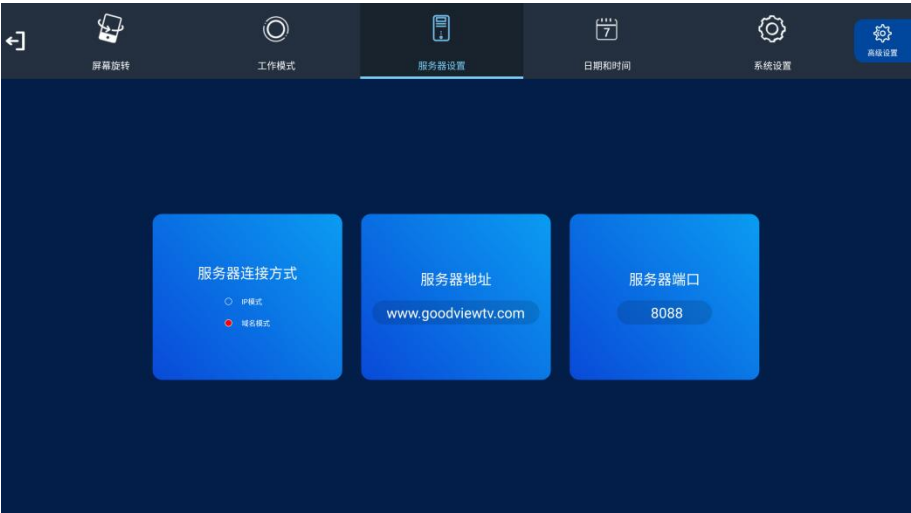 屏幕旋转
工作模式
服务器设置
7
日期和时间
系统设置
高级设置
服务器连接方式
IP模式
域名模式
服务器地址
www.goodviewtv.com
服务器端口
8088